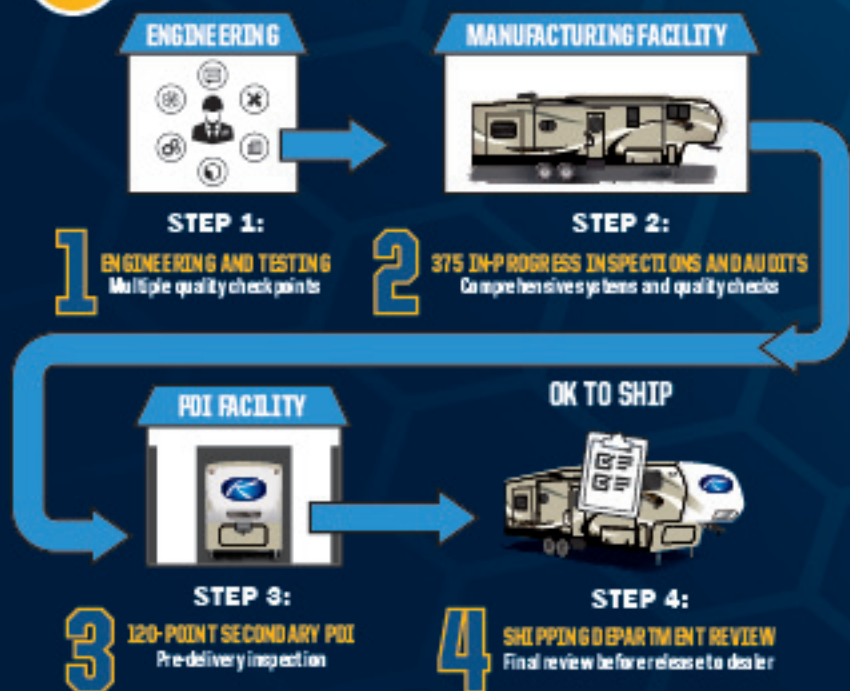 ENGINEERING
MANUFACTURING FACILITY
STEP 1:
1
ENGINEERING AND TESTING
Multiple quality checkpoints
STEP 2:
2
375 IN-PROGRESS INSPECTIONS AND AUDITS
Comprehensive systems and quality checks
PDI FACILITY
OK TO SHIP
K
K
STEP 3:
3
120-POINT SECONDARY PDI
Pre-delivery inspection
STEP 4:
4
SHIPPING DEPARTMENT REVIEW
Final review before release to dealer